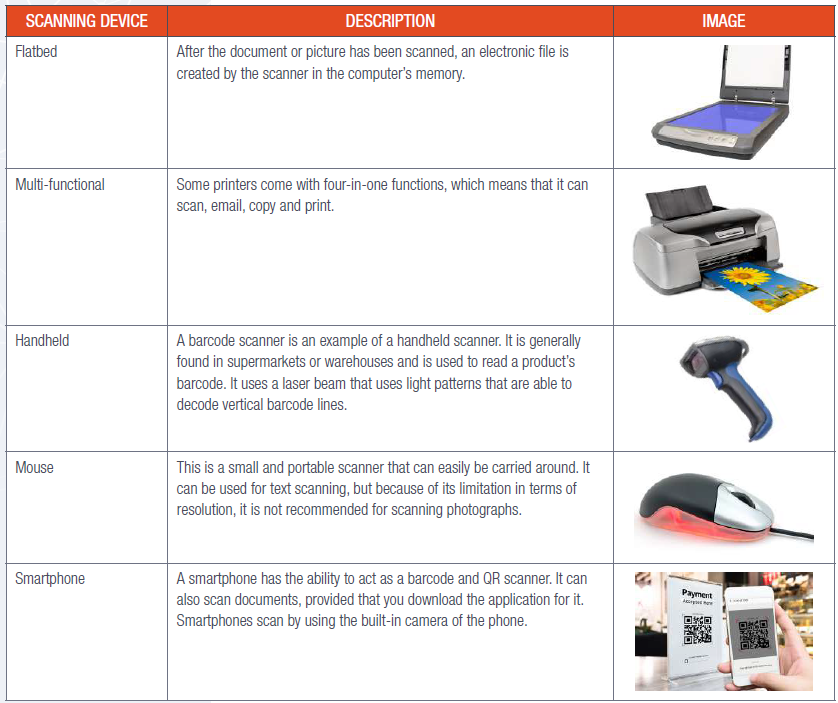 SCANNING DEVICE DESCRIPTION IMAGE
Flatbed
After the document or picture has been scanned, an electronic file is
created by the scanner in the computer's memory.
Multi-functional
Some printers come with four-in-one functions, which means that it can
scan, email, copy and print.
Handheld
A barcode scanner is an example of a handheld scanner. It is generally
found in supermarkets or warehouses and is used to read a product's
barcode. It uses a laser beam that uses light patterns that are able to
decode vertical barcode lines.
Mouse
This is a small and portable scanner that can easily be carried around. It
can be used for text scanning, but because of its limitation in terms of
resolution, it is not recommended for scanning photographs.
Smartphone
A smartphone has the ability to act as a barcode and QR scanner. It can
also scan documents, provided that you download the application for it.
Smartphones scan by using the built-in camera of the phone.
Payment
Accepted Here